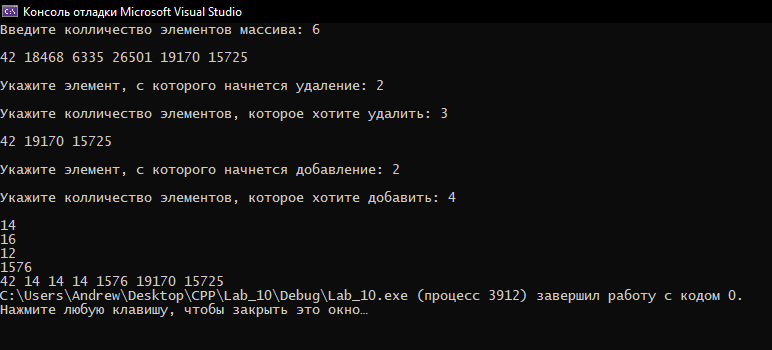 Консоль отладки Microsoft Visual Studio
Введите колличество элементов массива: 6
42 18468 6335 26501 19170 15725
Укажите элемент, с которого начнется удаление: 2
Укажите колличество элементов, которое хотите удалить: 3
42 19170 15725
Укажите элемент, с которого начнется добавление: 2
Укажите колличество элементов, которое хотите добавить: 4
14
16
12
1576
42 14 14 14 1576 19170 15725
C:\Users\Andrew\Desktop\CPP\Lab_10\Debug\Lab_10.exe (процесс 3912) завершил работу с кодом 0.
Нажмите любую клавишу, чтобы закрыть это окно…